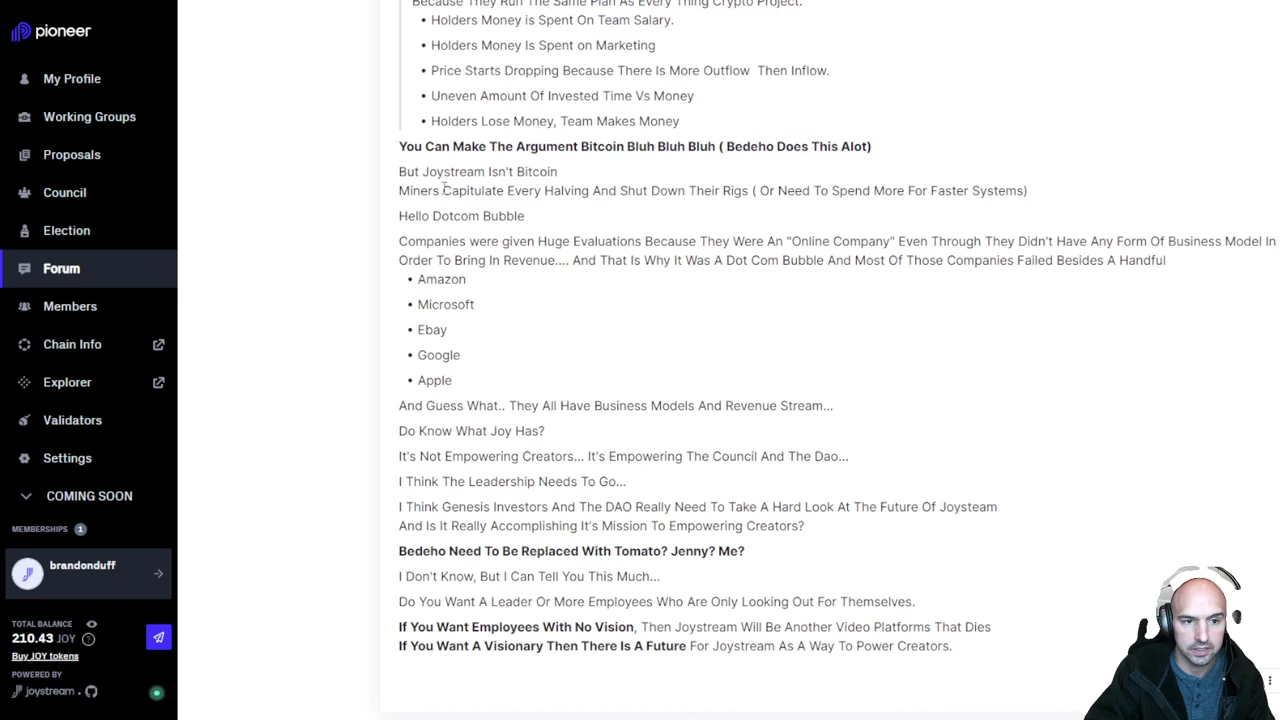 pioneer
My Profile
Working Groups
Proposals
Council
Election
Forum
Members
Chain Info
Explorer
Validators
Settings
COMING SOON
MEMBERSHIPS 1
brandonduff
TOTAL BALANCE
210.43 JOY ?
Buy JOY tokens
POWERED BY
joystream
Because They Run The Same Plan As Every Thing Crypto Project.
• Holders Money is Spent On Team Salary.
• Holders Money Is Spent on Marketing
• Price Starts Dropping Because There Is More Outflow Then Inflow.
• Uneven Amount Of Invested Time Vs Money
• Holders Lose Money, Team Makes Money
You Can Make The Argument Bitcoin Bluh Bluh Bluh ( Bedeho Does This Alot)
But Joystream Isn't Bitcoin
Miners Capitulate Every Halving And Shut Down Their Rigs ( Or Need To Spend More For Faster Systems)
Hello Dotcom Bubble
Companies were given Huge Evaluations Because They Were An "Online Company" Even Through They Didn't Have Any Form Of Business Model In
Order To Bring In Revenue.... And That Is Why It Was A Dot Com Bubble And Most Of Those Companies Failed Besides A Handful
• Amazon
• Microsoft
• Ebay
• Google
• Apple
And Guess What.. They All Have Business Models And Revenue Stream...
Do Know What Joy Has?
It's Not Empowering Creators... It's Empowering The Council And The Dao...
I Think The Leadership Needs To Go...
I Think Genesis Investors And The DAO Really Need To Take A Hard Look At The Future Of Joysteam
And Is It Really Accomplishing It's Mission To Empowering Creators?
Bedeho Need To Be Replaced With Tomato? Jenny? Me?
I Don't Know, But I Can Tell You This Much...
Do You Want A Leader Or More Employees Who Are Only Looking Out For Themselves.
If You Want Employees With No Vision, Then Joystream Will Be Another Video Platforms That Dies
If You Want A Visionary Then There Is A Future For Joystream As A Way To Power Creators.